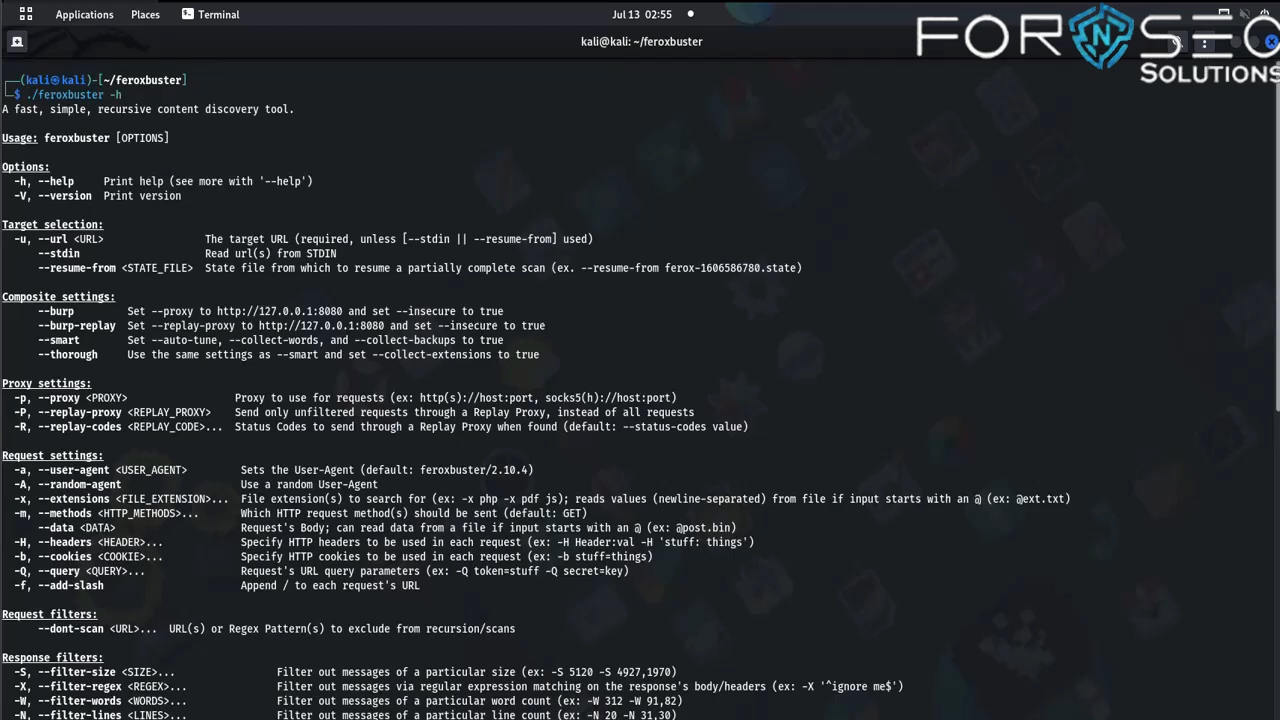 Applications Places Terminal Jul 13 02:55
kali@kali: ~/feroxbuster
FOR N SEC
SOLUTIONS
┌──(kali㉿kali)-[~/feroxbuster]
└─$ ./feroxbuster -h
A fast, simple, recursive content discovery tool.
Usage: feroxbuster [OPTIONS]
Options:
-h, --help Print help (see more with '--help')
-V, --version Print version
Target selection:
-u, --url <URL> The target URL (required, unless [--stdin || --resume-from] used)
--stdin Read url(s) from STDIN
--resume-from <STATE_FILE> State file from which to resume a partially complete scan (ex. --resume-from ferox-1606586780.state)
Composite settings:
--burp Set --proxy to http://127.0.0.1:8080 and set --insecure to true
--burp-replay Set --replay-proxy to http://127.0.0.1:8080 and set --insecure to true
--smart Set --auto-tune, --collect-words, and --collect-backups to true
--thorough Use the same settings as --smart and set --collect-extensions to true
Proxy settings:
-p, --proxy <PROXY> Proxy to use for requests (ex: http(s)://host:port, socks5(h)://host:port)
-P, --replay-proxy <REPLAY_PROXY> Send only unfiltered requests through a Replay Proxy, instead of all requests
-R, --replay-codes <REPLAY_CODE>... Status Codes to send through a Replay Proxy when found (default: --status-codes value)
Request settings:
-a, --user-agent <USER_AGENT> Sets the User-Agent (default: feroxbuster/2.10.4)
-A, --random-agent Use a random User-Agent
-x, --extensions <FILE_EXTENSION>... File extension(s) to search for (ex: -x php -x pdf js); reads values (newline-separated) from file if input starts with an @ (ex: @ext.txt)
-m, --methods <HTTP_METHODS>... Which HTTP request method(s) should be sent (default: GET)
--data <DATA> Request's Body; can read data from a file if input starts with an @ (ex: @post.bin)
-H, --headers <HEADER>... Specify HTTP headers to be used in each request (ex: -H Header:val -H 'stuff: things')
-b, --cookies <COOKIE>... Specify HTTP cookies to be used in each request (ex: -b stuff=things)
-Q, --query <QUERY>... Request's URL query parameters (ex: -Q token=stuff -Q secret=key)
-f, --add-slash Append / to each request's URL
Request filters:
--dont-scan <URL>... URL(s) or Regex Pattern(s) to exclude from recursion/scans
Response filters:
-S, --filter-size <SIZE>... Filter out messages of a particular size (ex: -S 5120 -S 4927,1970)
-X, --filter-regex <REGEX>... Filter out messages via regular expression matching on the response's body/headers (ex: -X '^ignore me$')
-W, --filter-words <WORDS>... Filter out messages of a particular word count (ex: -W 312 -W 91,82)
-N, --filter-lines <LINES>... Filter out messages of a particular line count (ex: -N 20 -N 31,30)